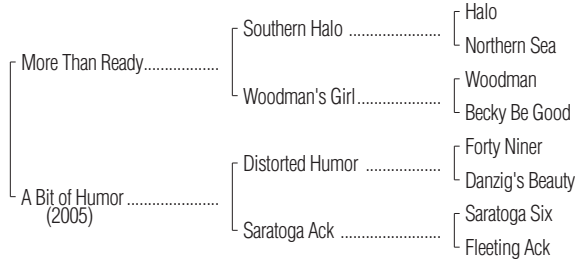 Halo
Southern Halo ...................
Northern Sea
More Than Ready..................
Woodman
Woodman's Girl.................
Becky Be Good
Forty Niner
Distorted Humor ................
Danzig's Beauty
A Bit of Humor ......................
(2005)
Saratoga Six
Saratoga Ack .....................
Fleeting Ack